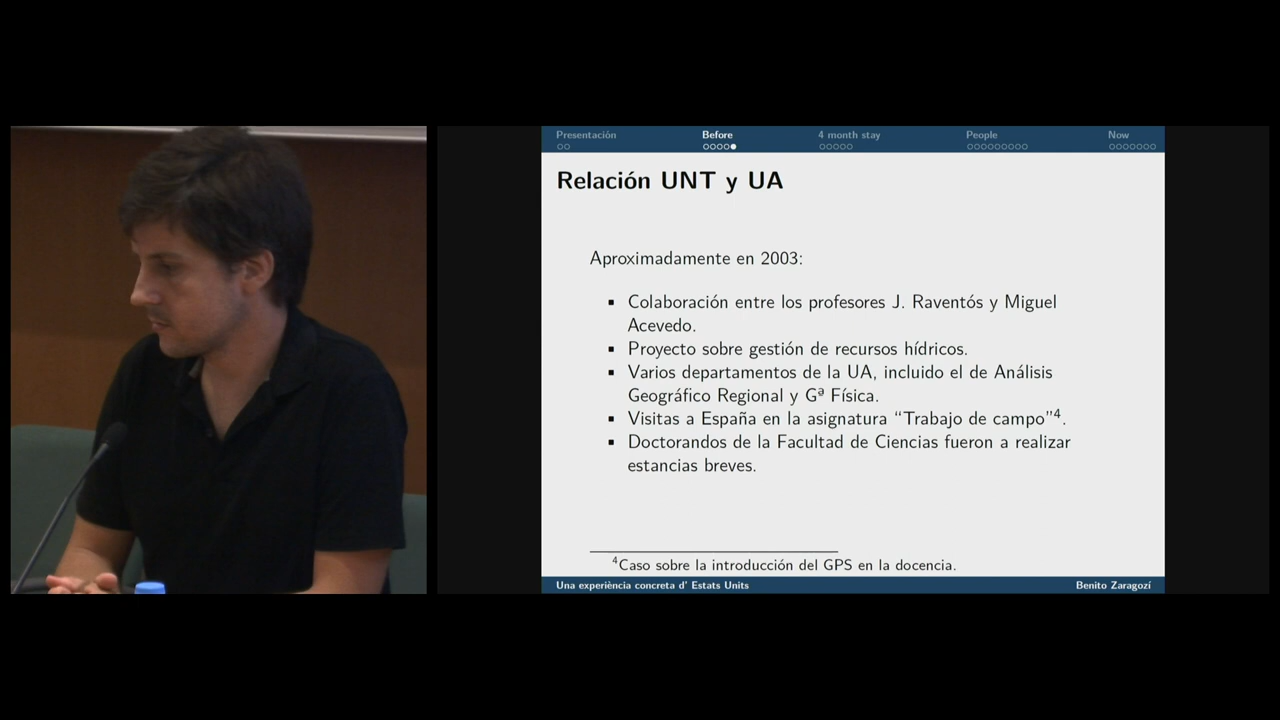 Presentación Before 4 month stay People Now
Relación UNT y UA
Aproximadamente en 2003:
▪ Colaboración entre los profesores J. Raventós y Miguel
Acevedo.
▪ Proyecto sobre gestión de recursos hídricos.
▪ Varios departamentos de la UA, incluido el de Análisis
Geográfico Regional y Gª Física.
▪ Visitas a España en la asignatura “Trabajo de campo”⁴.
▪ Doctorandos de la Facultad de Ciencias fueron a realizar
estancias breves.
⁴Caso sobre la introducción del GPS en la docencia.
Una experiència concreta d' Estats Units Benito Zaragozí